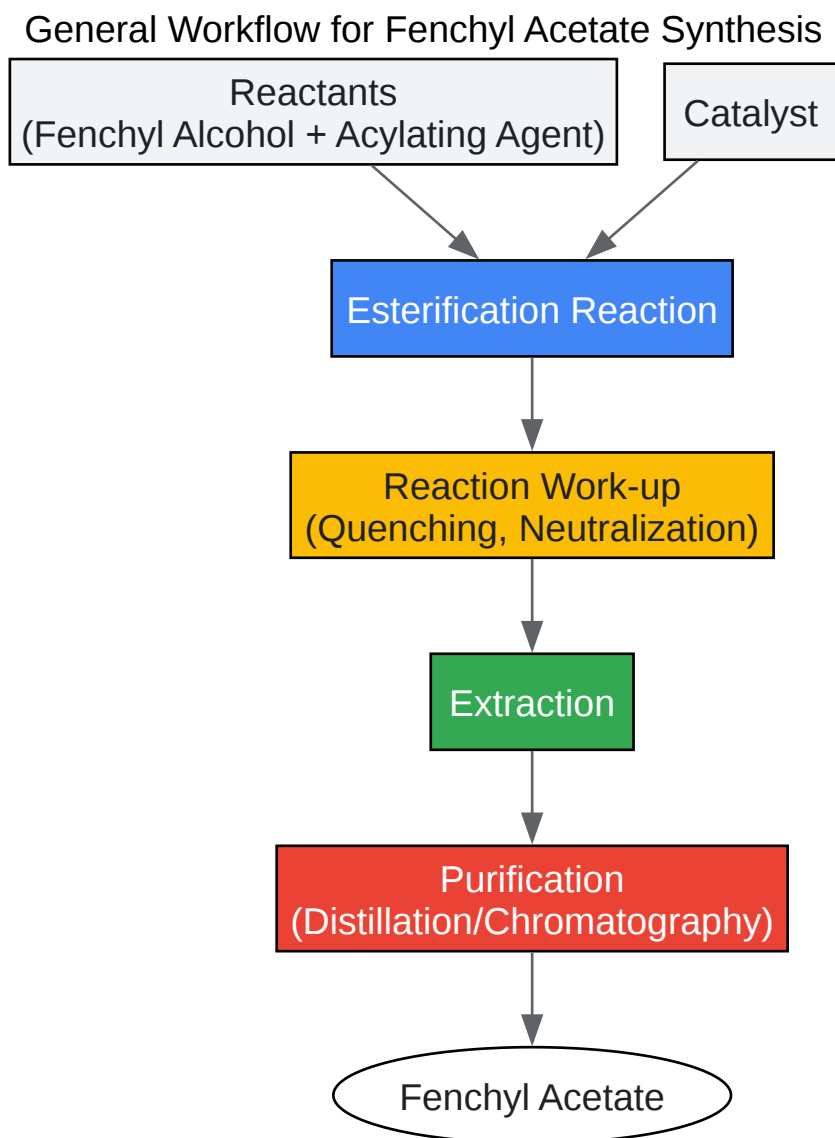 General Workflow for Fenchyl Acetate Synthesis
Reactants
(Fenchyl Alcohol + Acylating Agent)
Catalyst
Esterification Reaction
Reaction Work-up
(Quenching, Neutralization)
Extraction
Purification
(Distillation/Chromatography)
Fenchyl Acetate